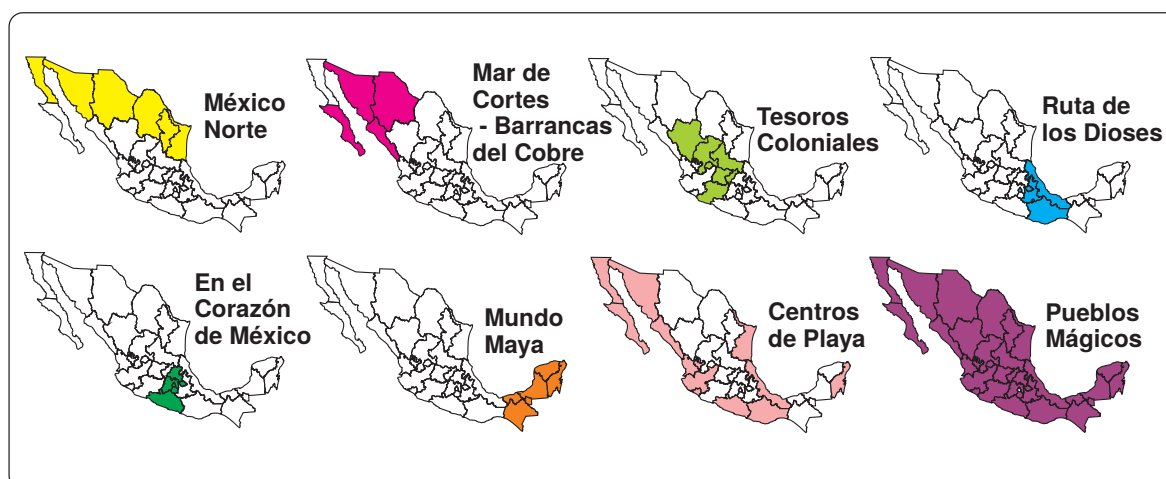 México
Norte
Mar de
Cortes
- Barrancas
del Cobre
Tesoros
Coloniales
Ruta de
los Dioses
En el
Corazón
de México
Mundo
Maya
Centros
de Playa
Pueblos
Mágicos